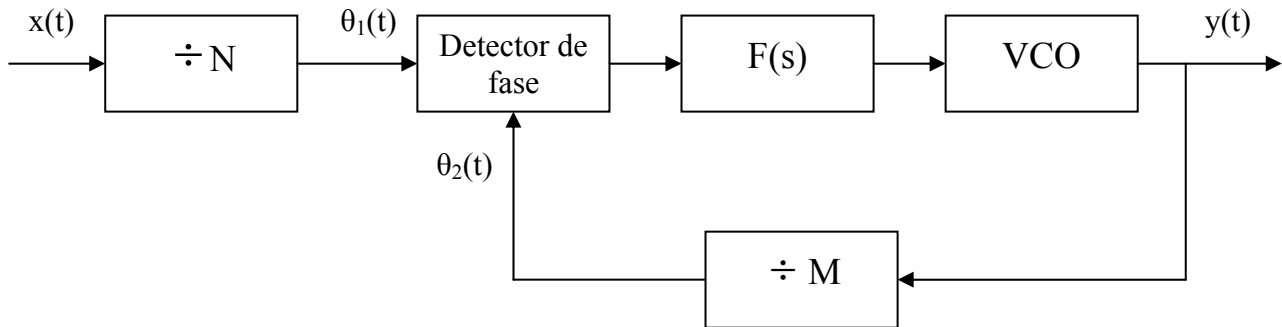 x(t)
÷ N
θ₁(t)
Detector de
fase
F(s)
VCO
y(t)
θ₂(t)
÷ M